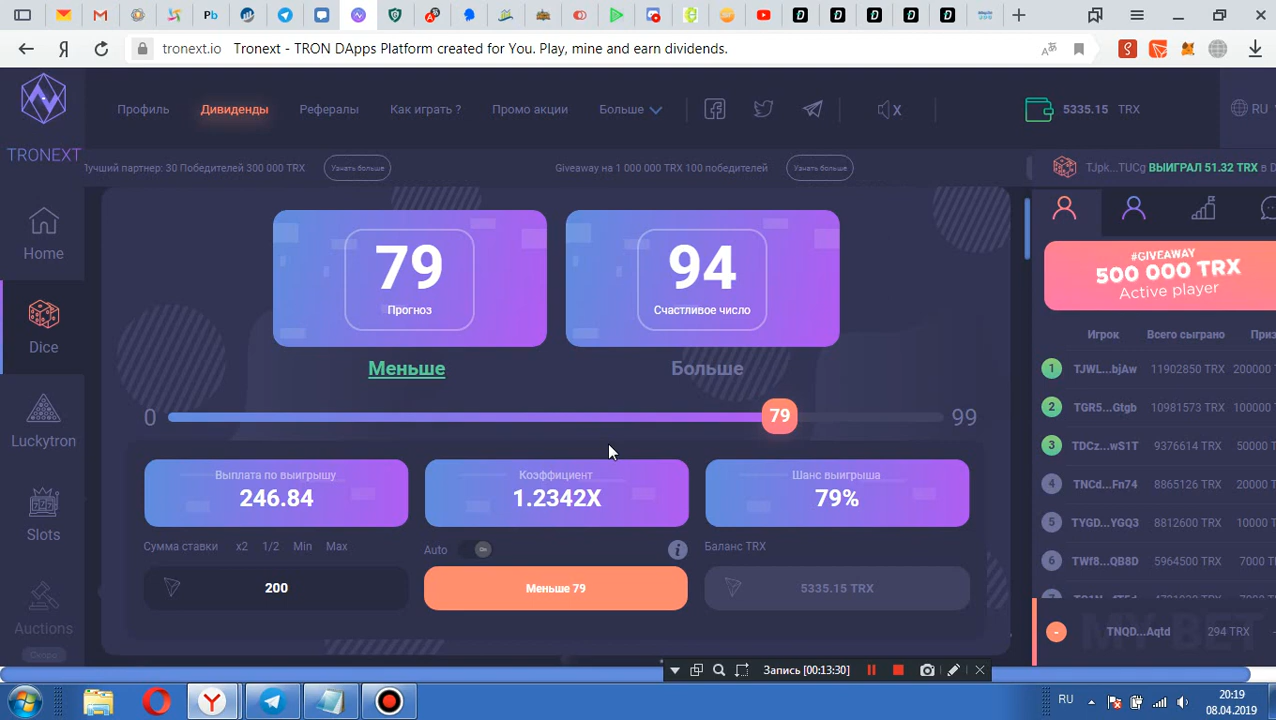 tronext.io Tronext - TRON DApps Platform created for You. Play, mine and earn dividends.
TRONEXT
Профиль Дивиденды Рефералы Как играть ? Промо акции Больше
5335.15 TRX
RU
Лучший партнер: 30 Победителей 300 000 TRX Узнать больше
Giveaway на 1 000 000 TRX 100 победителей Узнать больше
TJpk...TUCg ВЫИГРАЛ 51.32 TRX в D
Home
Dice
Luckytron
Slots
Auctions
Скоро
79
Прогноз
94
Счастливое число
Меньше
Больше
0
79
99
Выплата по выигрышу
246.84
Коэффициент
1.2342X
Шанс выигрыша
79%
Сумма ставки x2 1/2 Min Max
Auto
Баланс TRX
200
Меньше 79
5335.15 TRX
#GIVEAWAY
500 000 TRX
Active player
Игрок Всего сыграно Приз
1 TJWL...bjAw 11902850 TRX 200000
2 TGR5...Gtgb 10981573 TRX 100000
3 TDCz...wS1T 9376614 TRX 50000
4 TNCd...Fn74 8865126 TRX 20000
5 TYGD...YGQ3 8812600 TRX 10000
6 TWf8...QB8D 5964500 TRX 7000
- TNQD...Aqtd 294 TRX
MY BET
Запись [00:13:30]
RU
20:19
08.04.2019